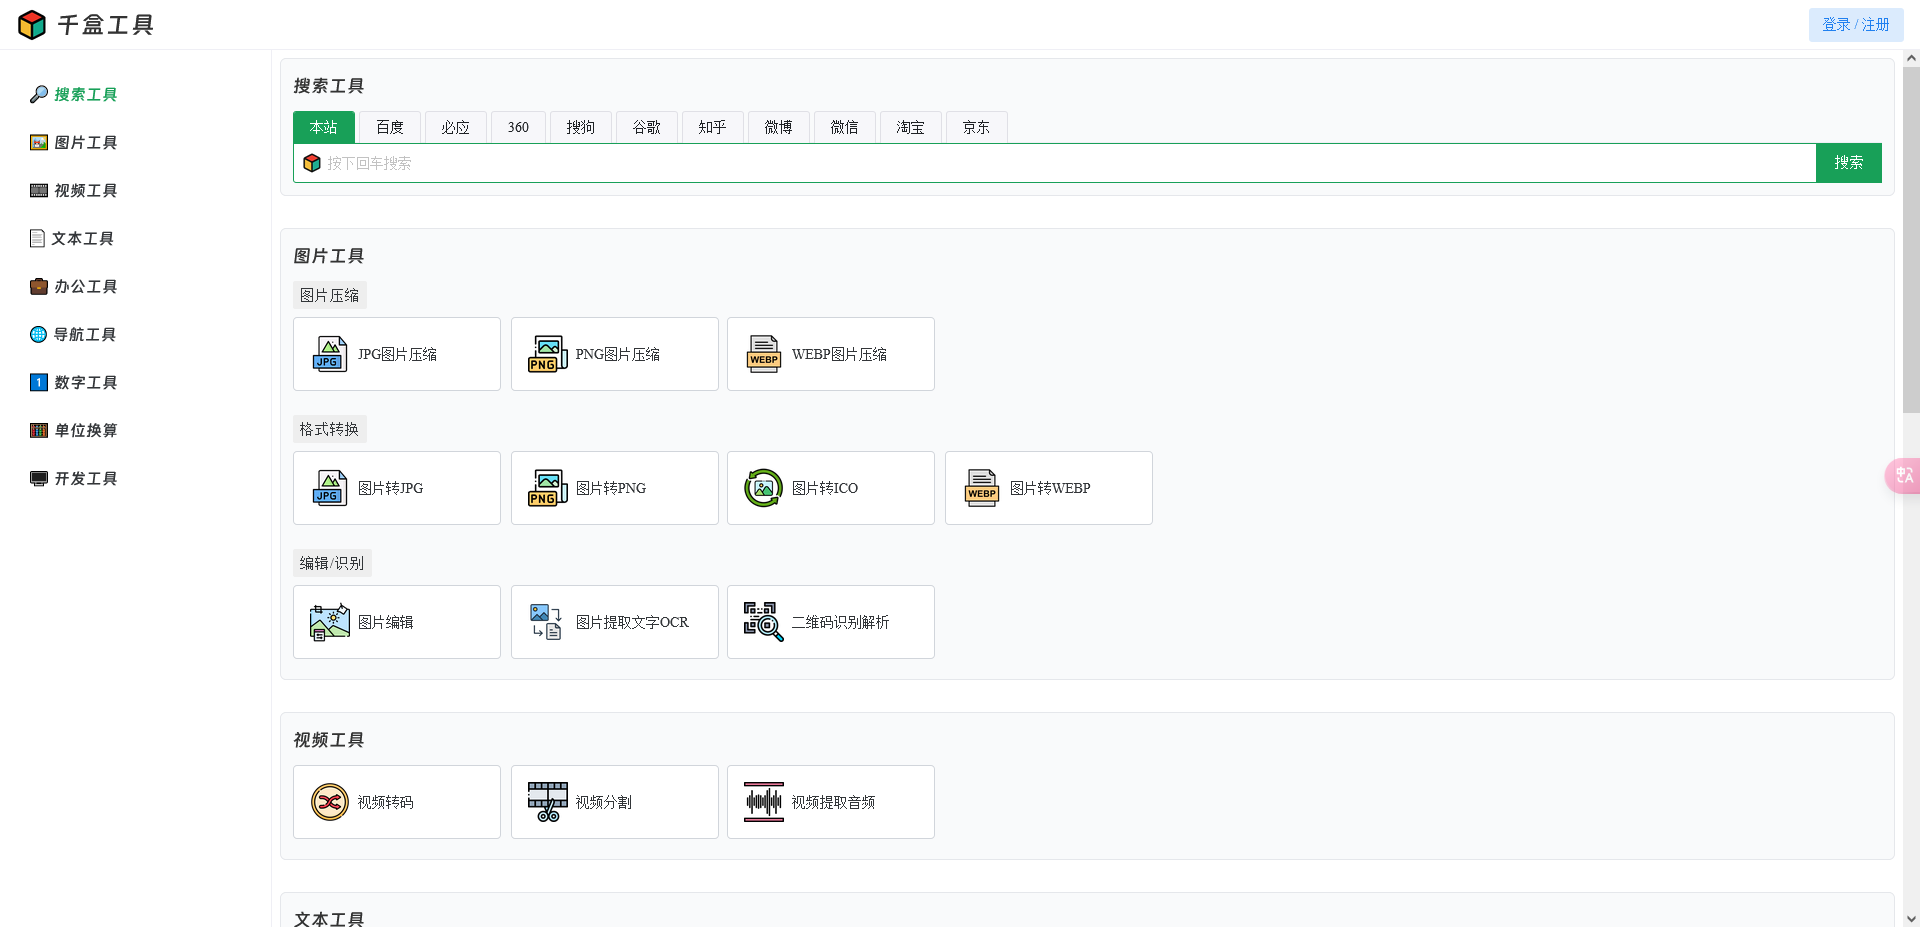 千盒工具
登录 / 注册
搜索工具
图片工具
视频工具
文本工具
办公工具
导航工具
1 数字工具
单位换算
开发工具
搜索工具
本站 百度 必应 360 搜狗 谷歌 知乎 微博 微信 淘宝 京东
按下回车搜索 搜索
图片工具
图片压缩
JPG JPG图片压缩 PNG PNG图片压缩 WEBP WEBP图片压缩
格式转换
JPG 图片转JPG PNG 图片转PNG 图片转ICO WEBP 图片转WEBP
编辑/识别
图片编辑 图片提取文字OCR 二维码识别解析
视频工具
视频转码 视频分割 视频提取音频
文本工具
中 A